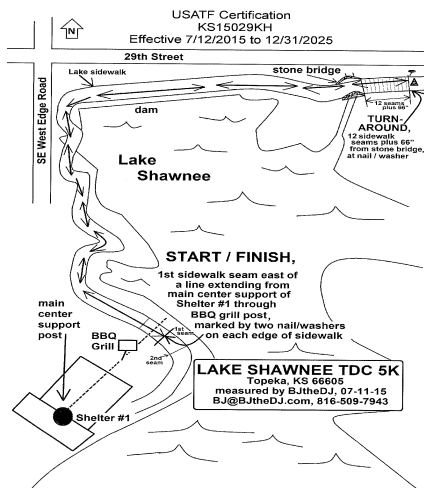 USATF Certification
KS15029KH
Effective 7/12/2015 to 12/31/2025
N
29th Street
SE West Edge Road
Lake sidewalk
stone bridge
dam
12 seams
plus 66"
TURN-
AROUND,
12 sidewalk
seams plus 66"
from stone bridge,
at nail / washer
Lake
Shawnee
START / FINISH,
1st sidewalk seam east of
a line extending from
main center support of
Shelter #1 through
BBQ grill post,
marked by two nail/washers
on each edge of sidewalk
main
center
support
post
BBQ
Grill
1st
seam
2nd
seam
Shelter #1
LAKE SHAWNEE TDC 5K
Topeka, KS 66605
measured by BJtheDJ, 07-11-15
BJ@BJtheDJ.com, 816-509-7943